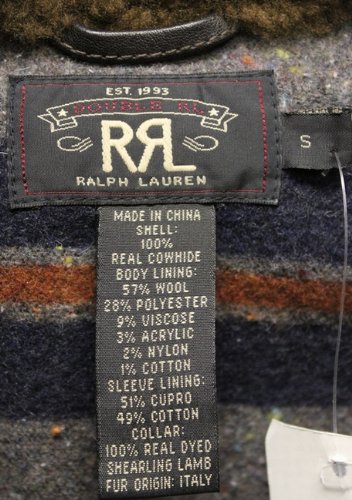 EST. 1993
DOUBLE RL
RRL
RALPH LAUREN
S
MADE IN CHINA
SHELL:
100%
REAL COWHIDE
BODY LINING:
57% WOOL
28% POLYESTER
9% VISCOSE
3% ACRYLIC
2% NYLON
1% COTTON
SLEEVE LINING:
51% CUPRO
49% COTTON
COLLAR:
100% REAL DYED
SHEARLING LAMB
FUR ORIGIN: ITALY